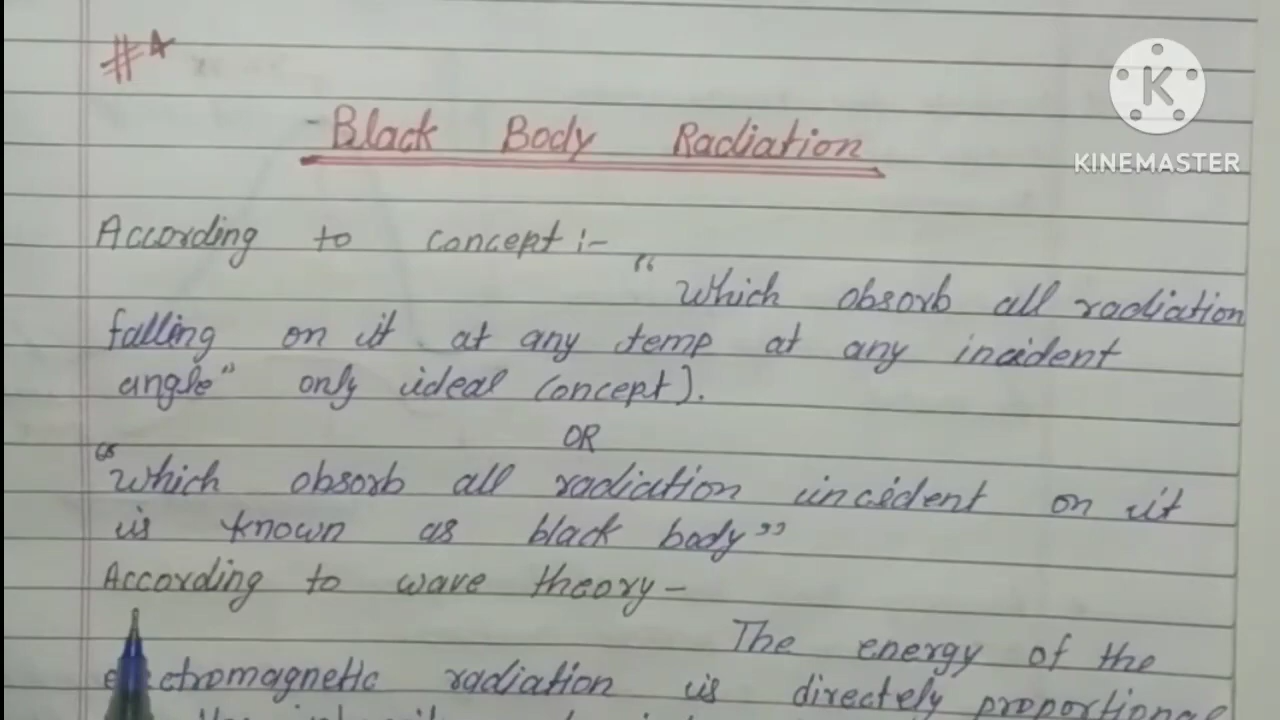 #A
Black Body Radiation
K
KINEMASTER
According to concept :-
"which absorb all radiation
falling on it at any temp at any incident
angle" only ideal concept).
OR
"which absorb all radiation incident on it
is known as black body"
According to wave theory -
The energy of the
radiation is directely proportional